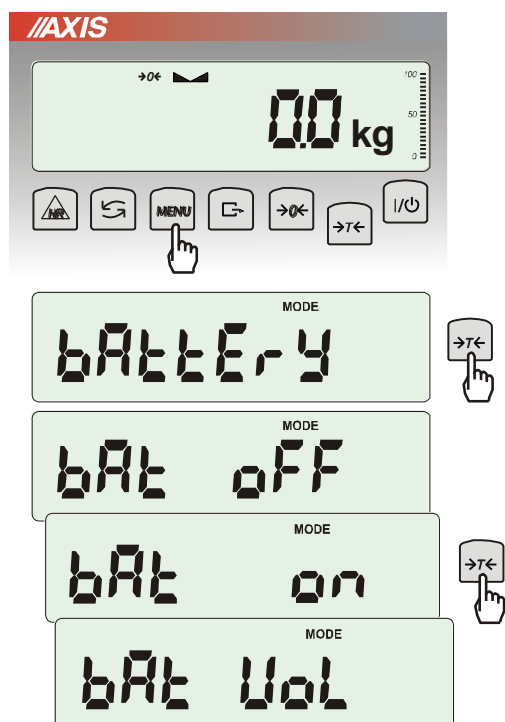 //AXIS
→0←
100
50
0
0.0 kg
HR MENU →0← →T← I/⏻
MODE
bAttErY
→T←
MODE
bAt oFF
MODE
bAt on
→T←
MODE
bAt UoL